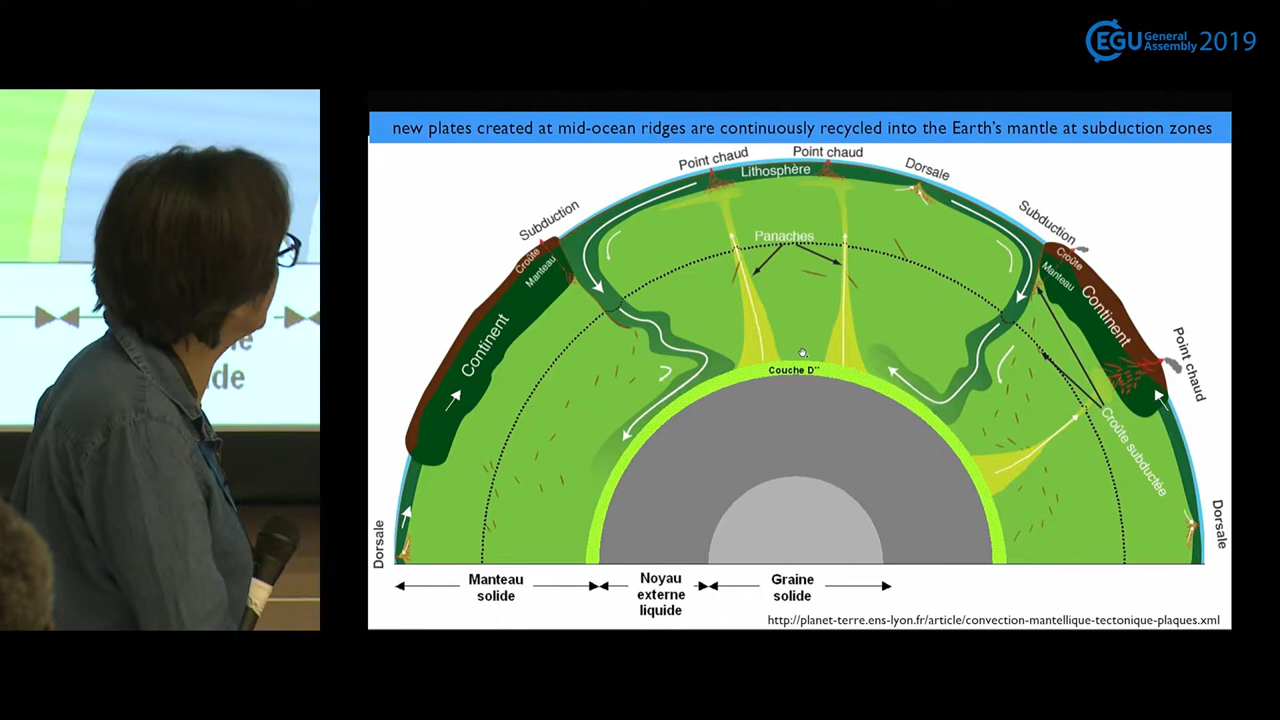 EGU General Assembly 2019
new plates created at mid-ocean ridges are continuously recycled into the Earth's mantle at subduction zones
Point chaud
Point chaud
Lithosphère
Dorsale
Subduction
Subduction
Croûte
Manteau
Panaches
Croûte
Manteau
Continent
Continent
Point chaud
Couche D''
Croûte subductée
Dorsale
Dorsale
Manteau
solide
Noyau
externe
liquide
Graine
solide
http://planet-terre.ens-lyon.fr/article/convection-mantellique-tectonique-plaques.xml
de